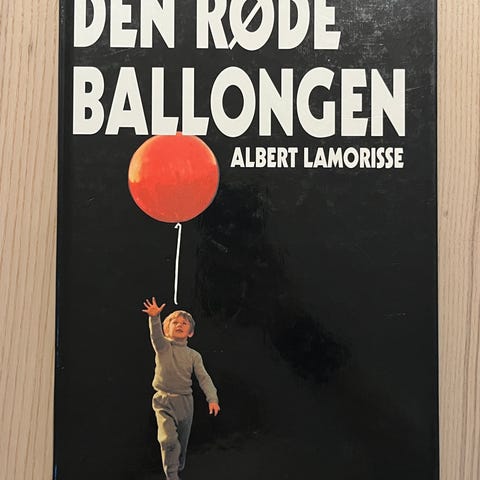 DEN RØDE
BALLONGEN
ALBERT LAMORISSE